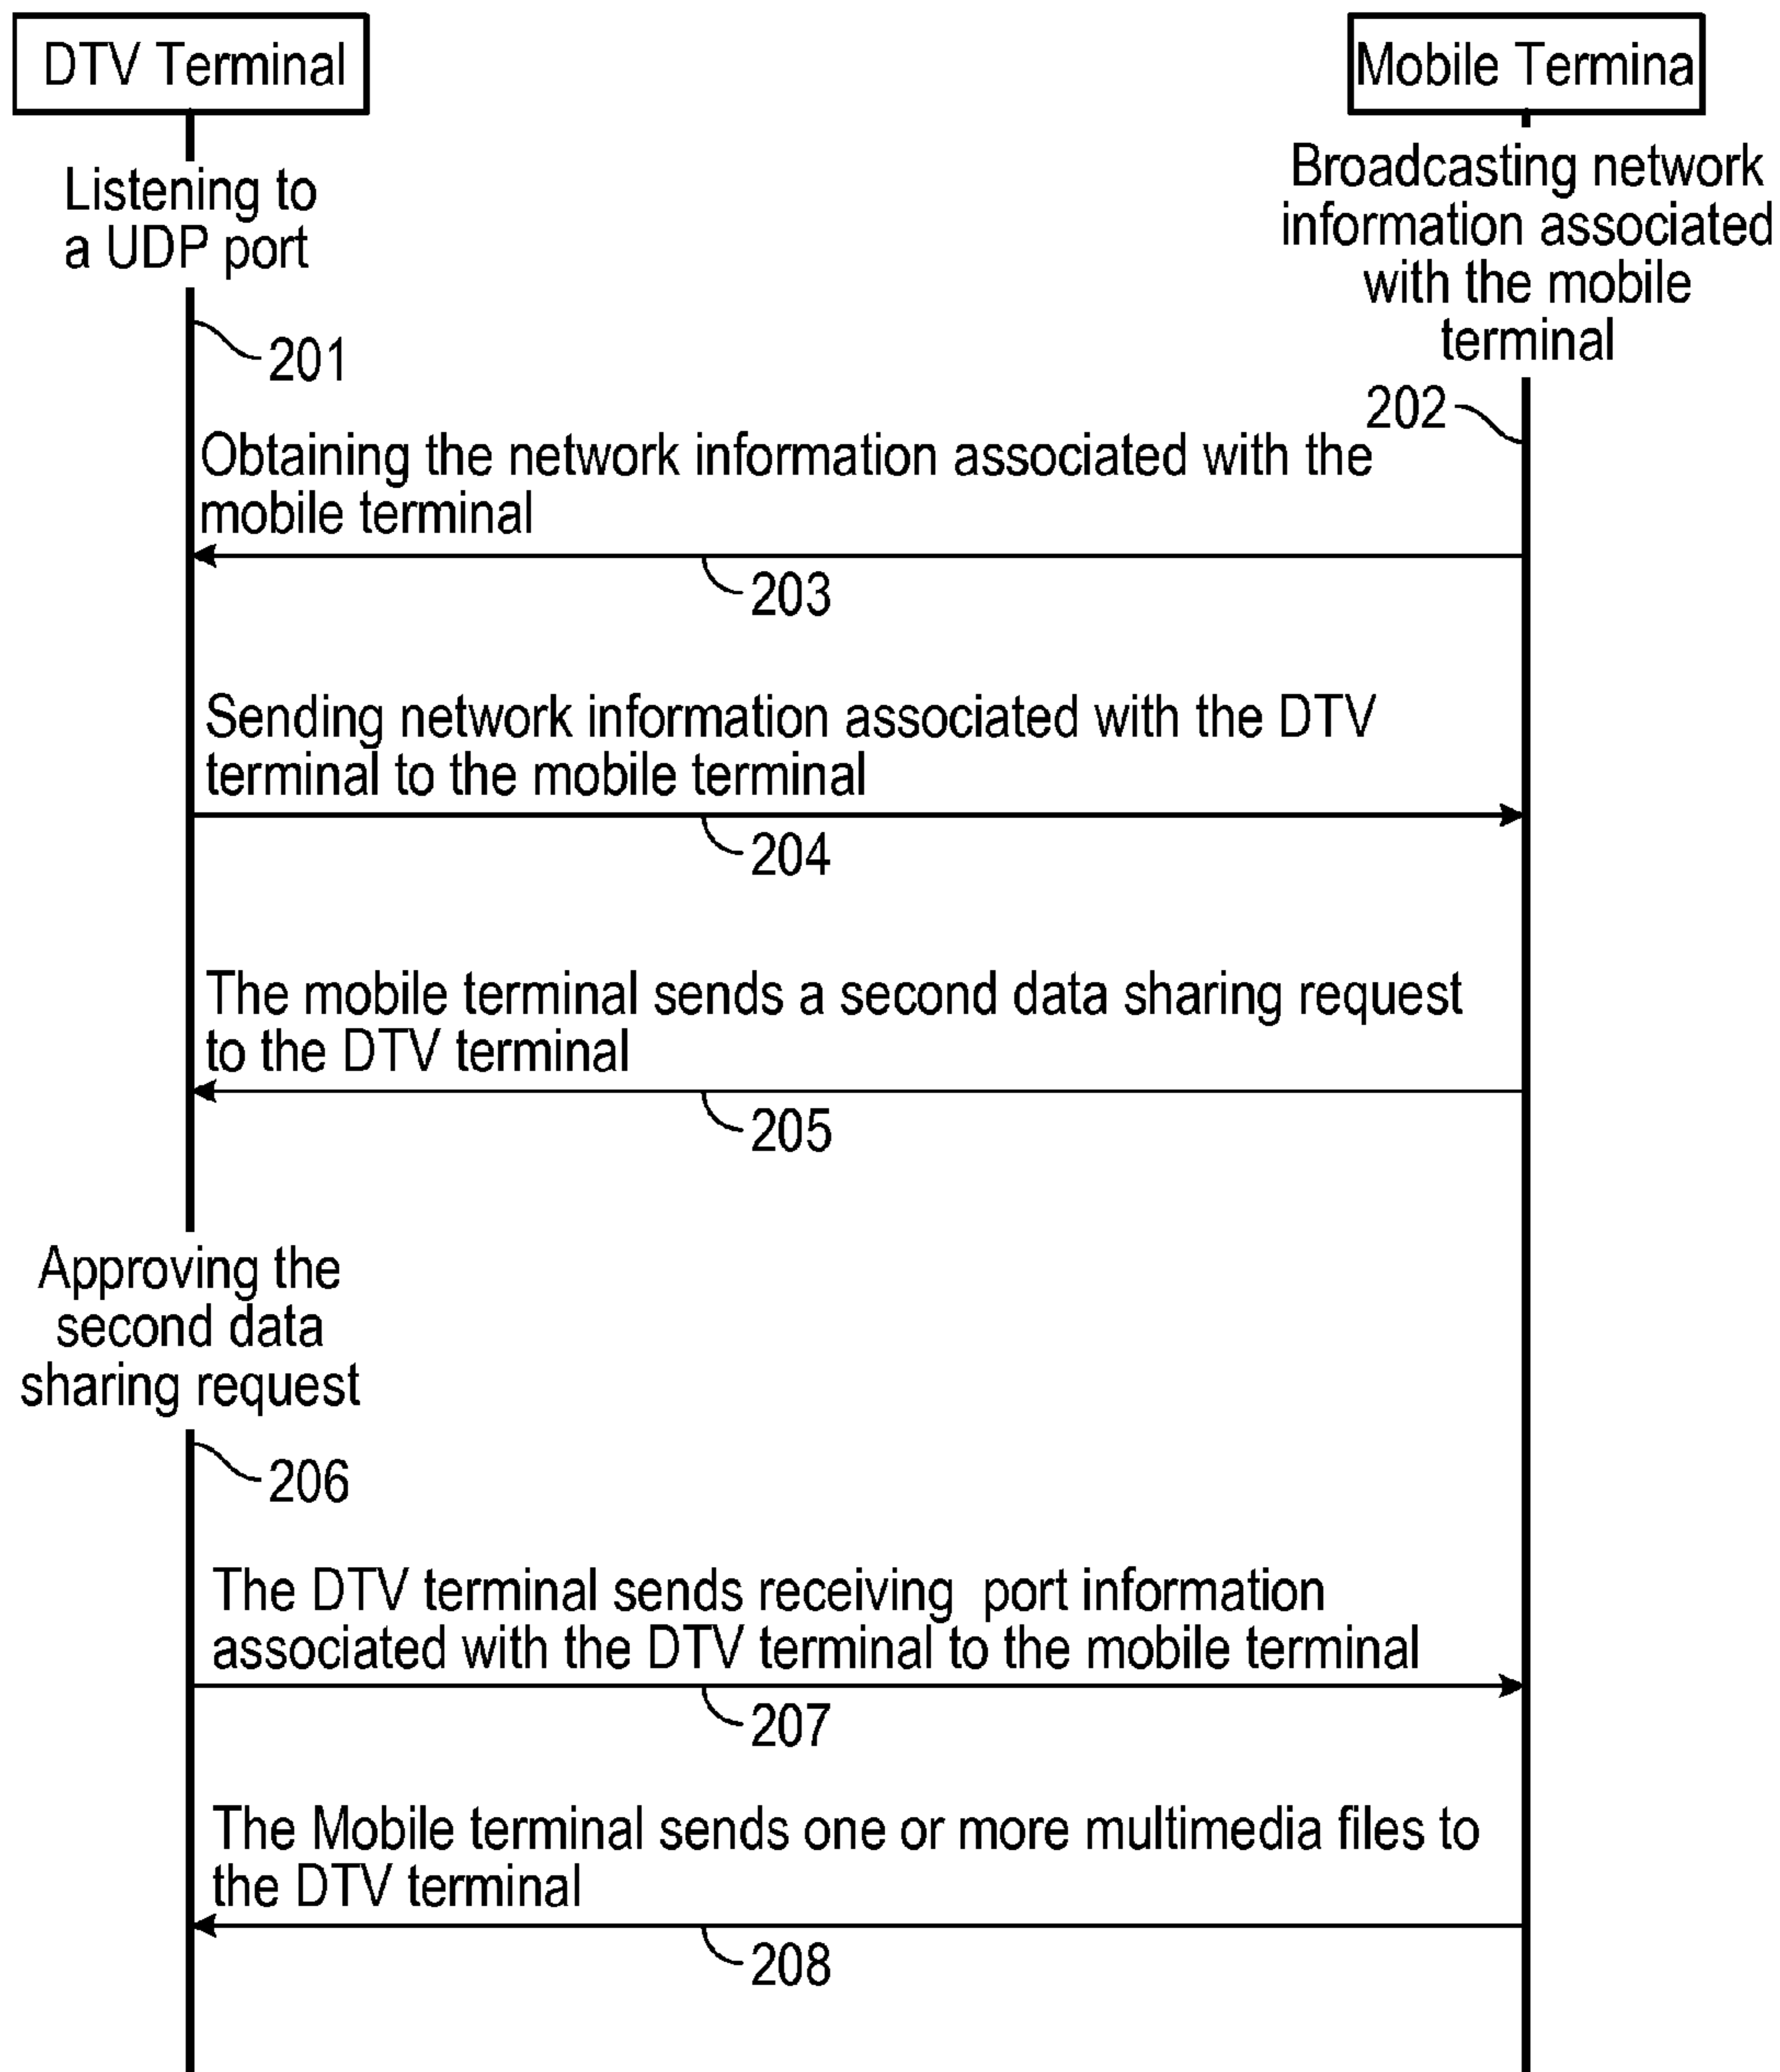 DTV Terminal
Mobile Termina
Listening to
a UDP port
Broadcasting network
information associated
with the mobile
terminal
201
202
Obtaining the network information associated with the
mobile terminal
203
Sending network information associated with the DTV
terminal to the mobile terminal
204
The mobile terminal sends a second data sharing request
to the DTV terminal
205
Approving the
second data
sharing request
206
The DTV terminal sends receiving port information
associated with the DTV terminal to the mobile terminal
207
The Mobile terminal sends one or more multimedia files to
the DTV terminal
208